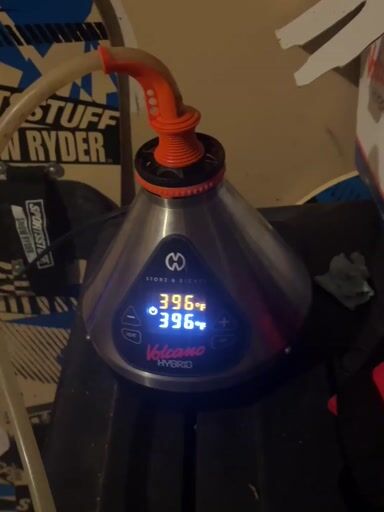 STUFF
N RYDER
STORZ & BICKEL
396°F
396°F
Volcano
HYBRID